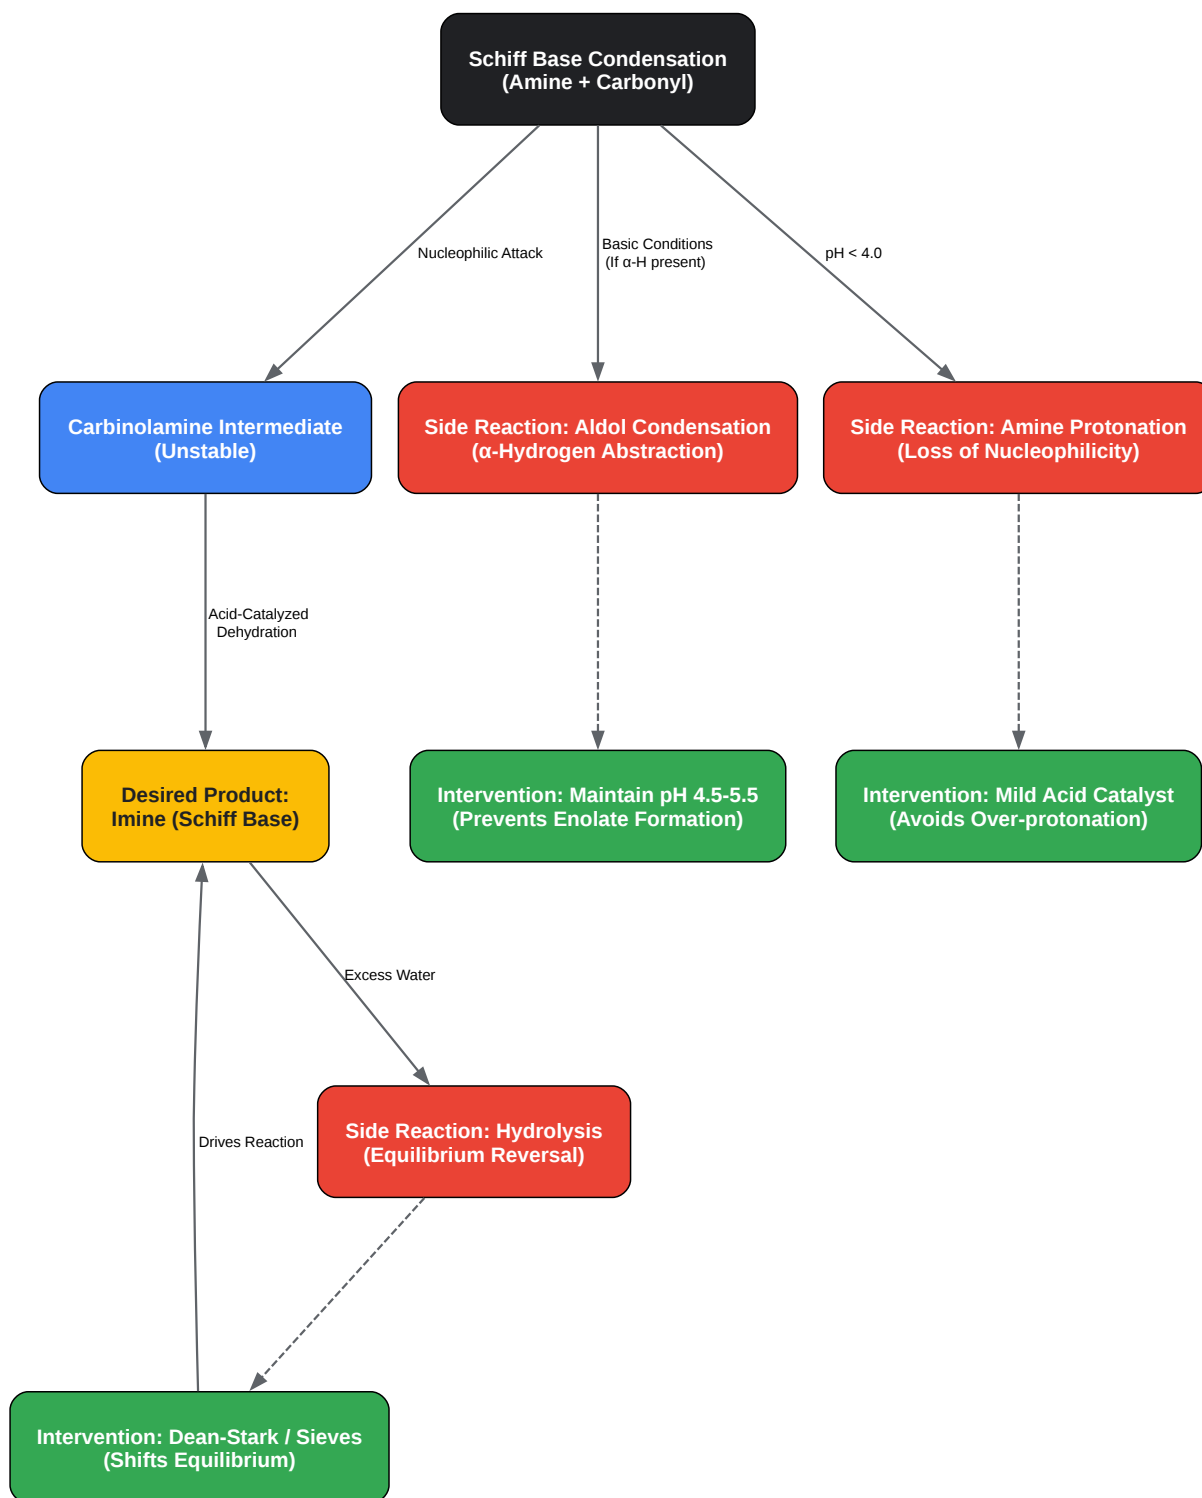 Schiff Base Condensation
(Amine + Carbonyl)
Nucleophilic Attack
Basic Conditions
(If α-H present)
pH < 4.0
Carbinolamine Intermediate
(Unstable)
Side Reaction: Aldol Condensation
(α-Hydrogen Abstraction)
Side Reaction: Amine Protonation
(Loss of Nucleophilicity)
Acid-Catalyzed
Dehydration
Desired Product:
Imine (Schiff Base)
Intervention: Maintain pH 4.5-5.5
(Prevents Enolate Formation)
Intervention: Mild Acid Catalyst
(Avoids Over-protonation)
Excess Water
Side Reaction: Hydrolysis
(Equilibrium Reversal)
Drives Reaction
Intervention: Dean-Stark / Sieves
(Shifts Equilibrium)